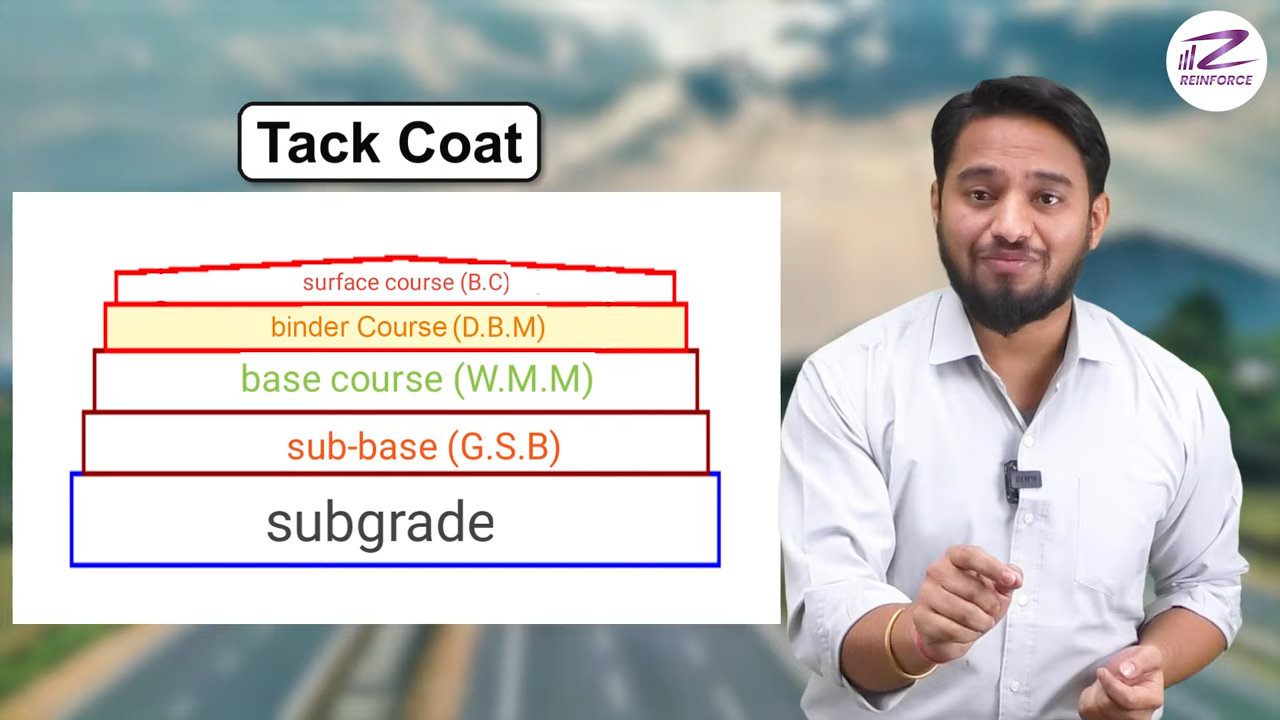 REINFORCE
Tack Coat
surface course (B.C)
binder Course (D.B.M)
base course (W.M.M)
sub-base (G.S.B)
subgrade